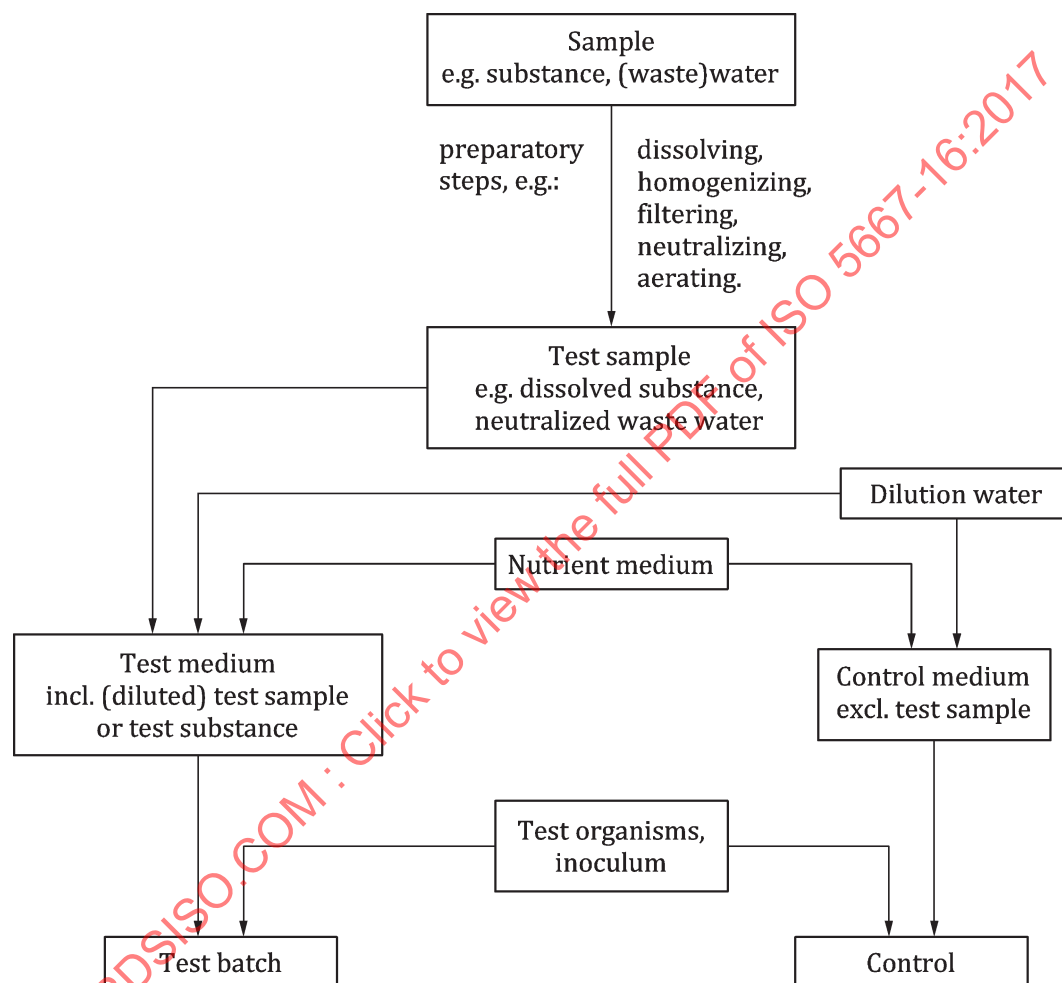 Sample
e.g. substance, (waste)water
preparatory
steps, e.g.:
dissolving,
homogenizing,
filtering,
neutralizing,
aerating.
Test sample
e.g. dissolved substance,
neutralized waste water
Dilution water
Nutrient medium
Test medium
incl. (diluted) test sample
or test substance
Control medium
excl. test sample
Test organisms,
inoculum
Test batch
Control
DSISO.COM : Click to view the full PDF of ISO 5667-16:2017